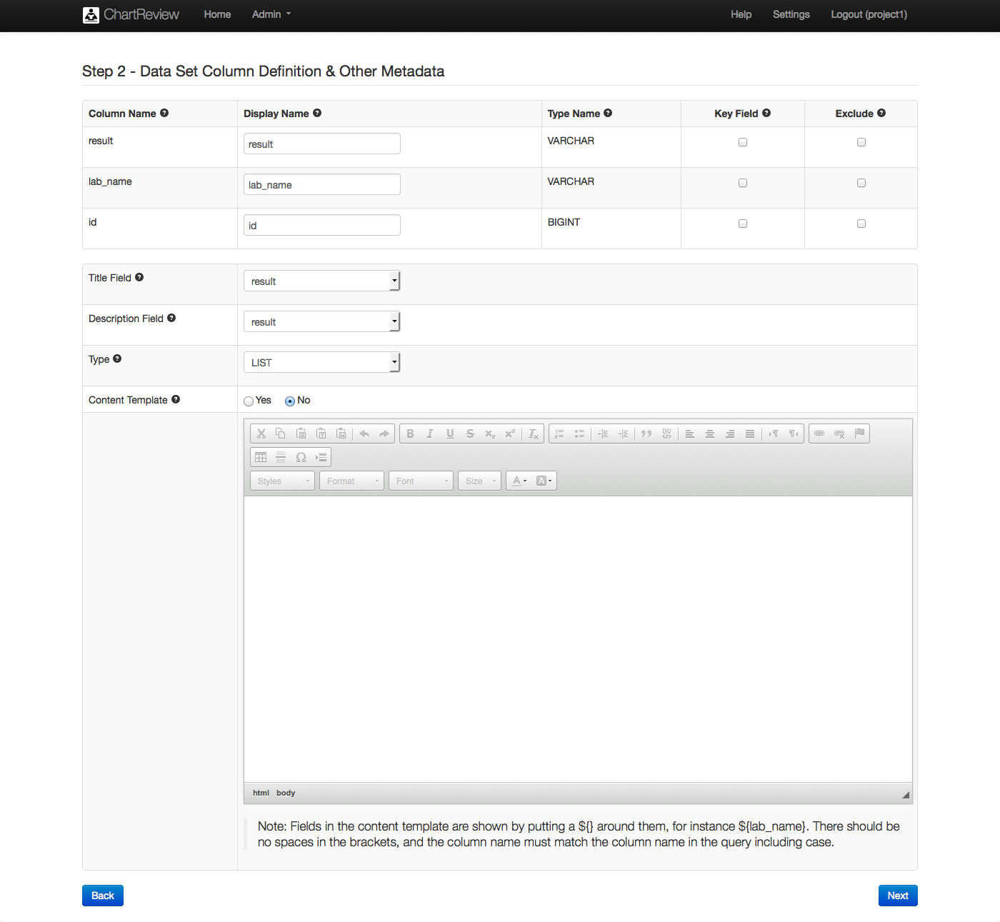 ChartReview Home Admin Help Settings Logout (project1)
Step 2 - Data Set Column Definition & Other Metadata
Column Name Display Name Type Name Key Field Exclude
result result VARCHAR
lab_name lab_name VARCHAR
id id BIGINT
Title Field result
Description Field result
Type LIST
Content Template Yes No
Styles Format Font Size
html body
Note: Fields in the content template are shown by putting a ${} around them, for instance ${lab_name}. There should be
no spaces in the brackets, and the column name must match the column name in the query including case.
Back Next